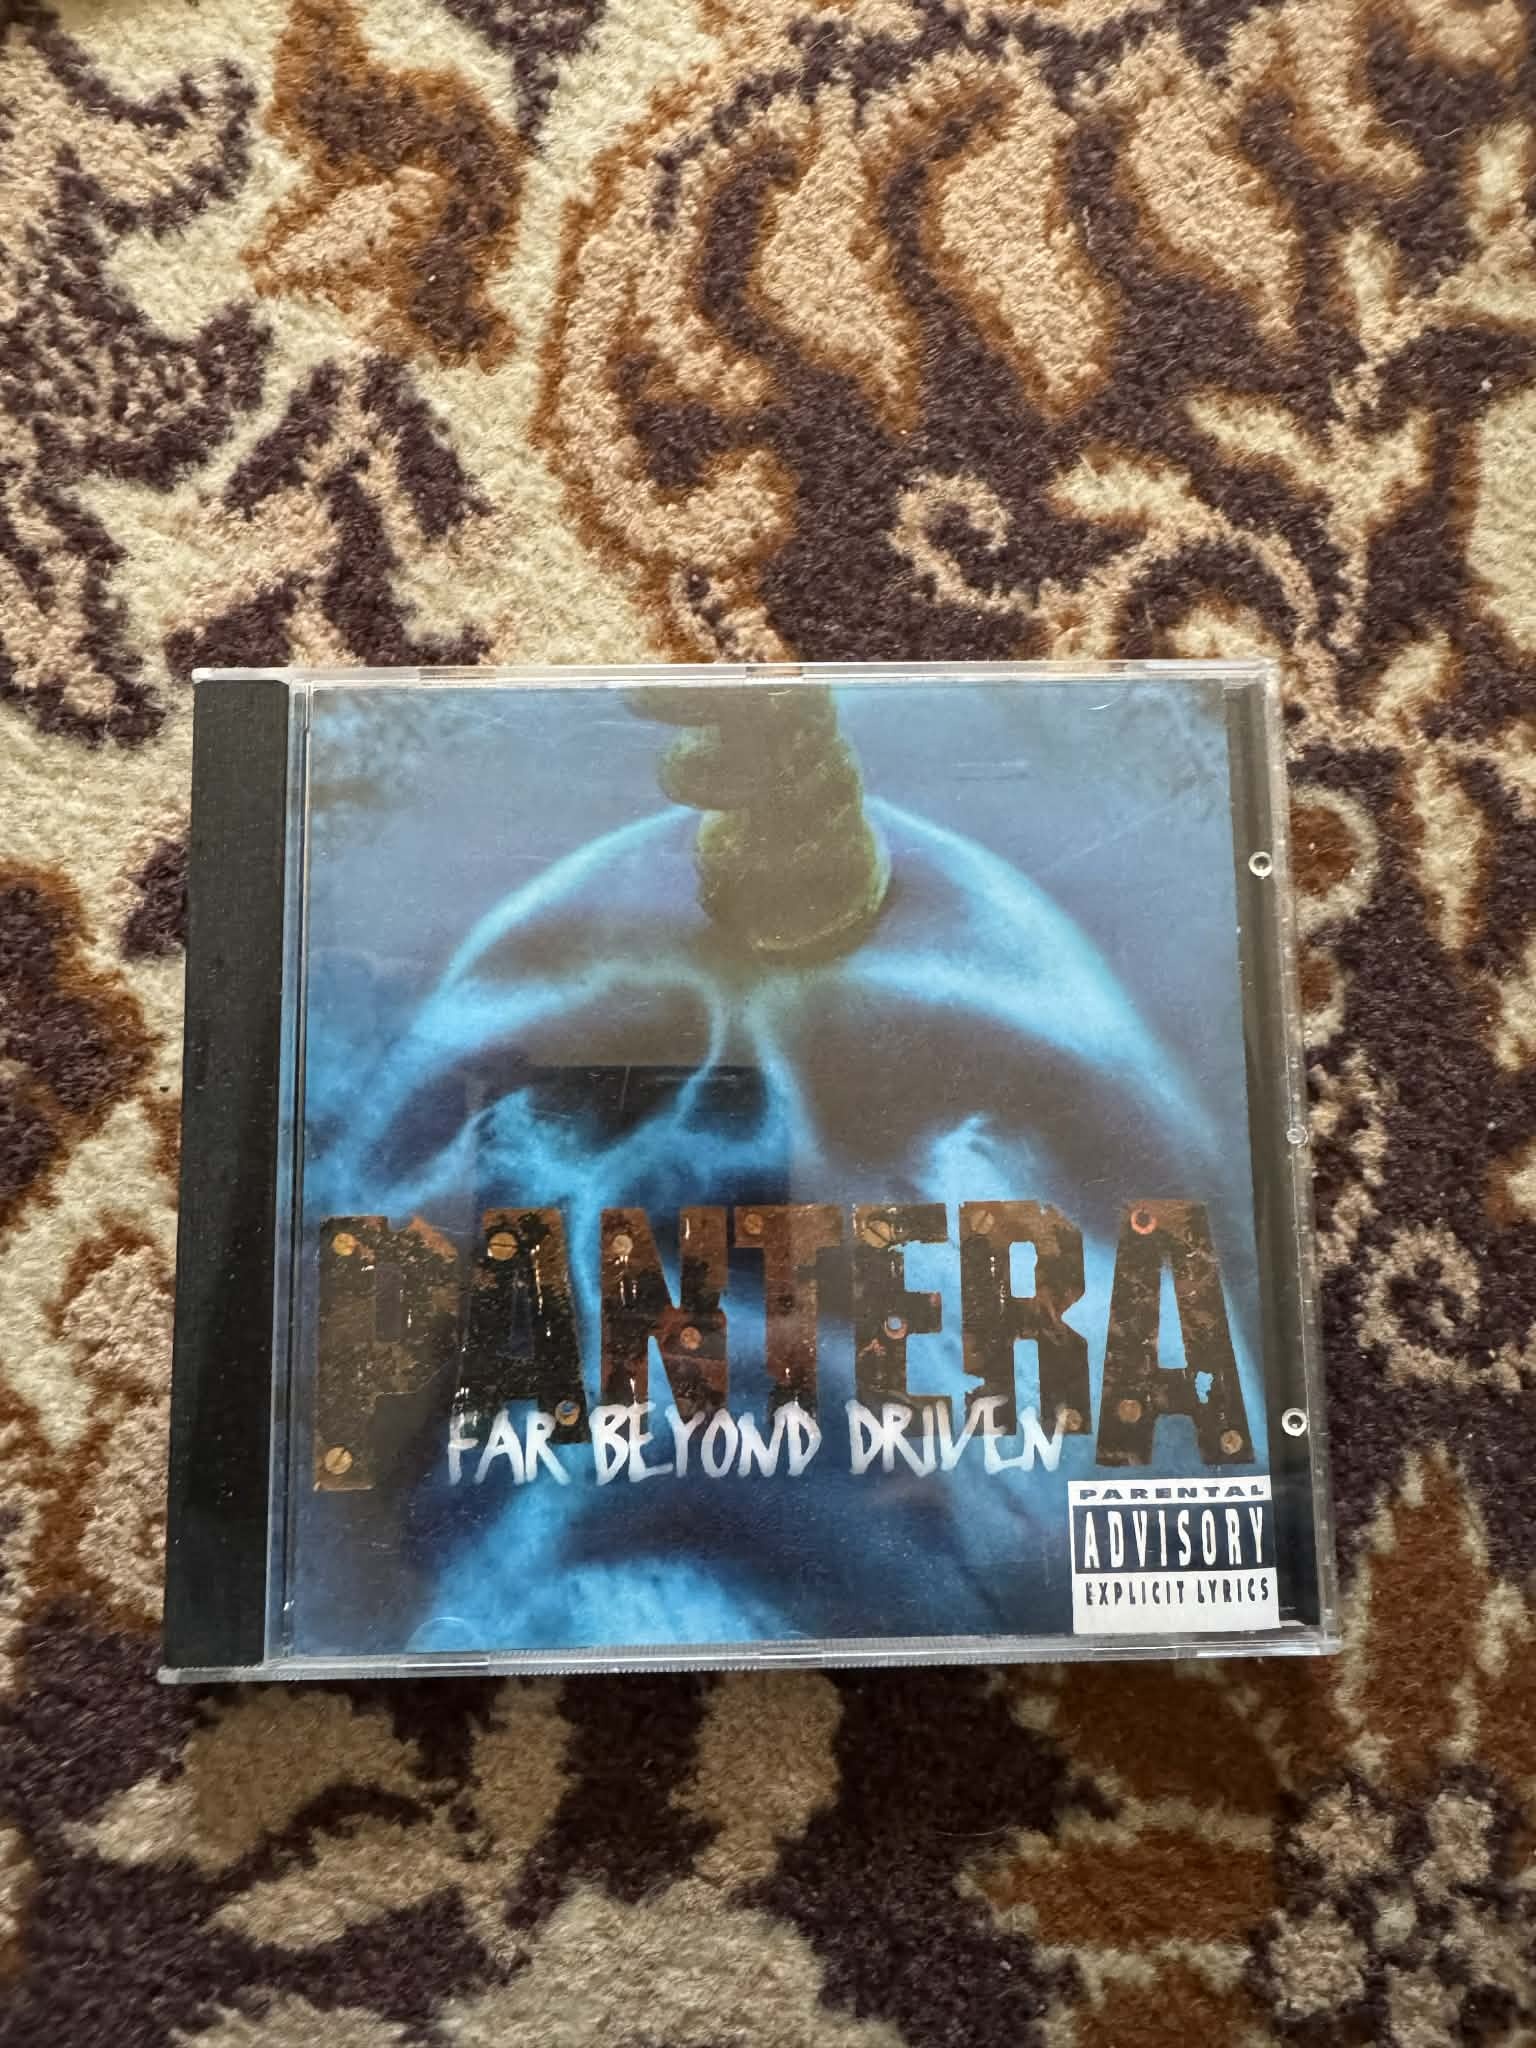 PANTERA
FAR BEYOND DRIVEN
PARENTAL
ADVISORY
EXPLICIT LYRICS